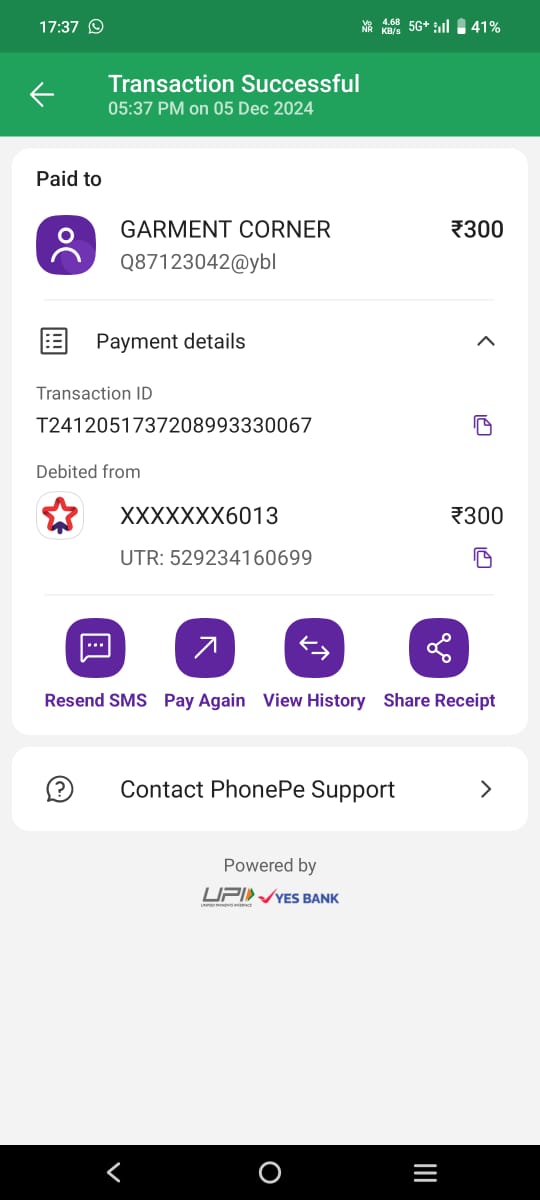 17:37
Vo NR 4.68 KB/s 5G+ 41%
Transaction Successful
05:37 PM on 05 Dec 2024
Paid to
GARMENT CORNER ₹300
Q87123042@ybl
Payment details
Transaction ID
T2412051737208993330067
Debited from
XXXXXXX6013 ₹300
UTR: 529234160699
Resend SMS Pay Again View History Share Receipt
Contact PhonePe Support
Powered by
UPI YES BANK
UNIFIED PAYMENTS INTERFACE